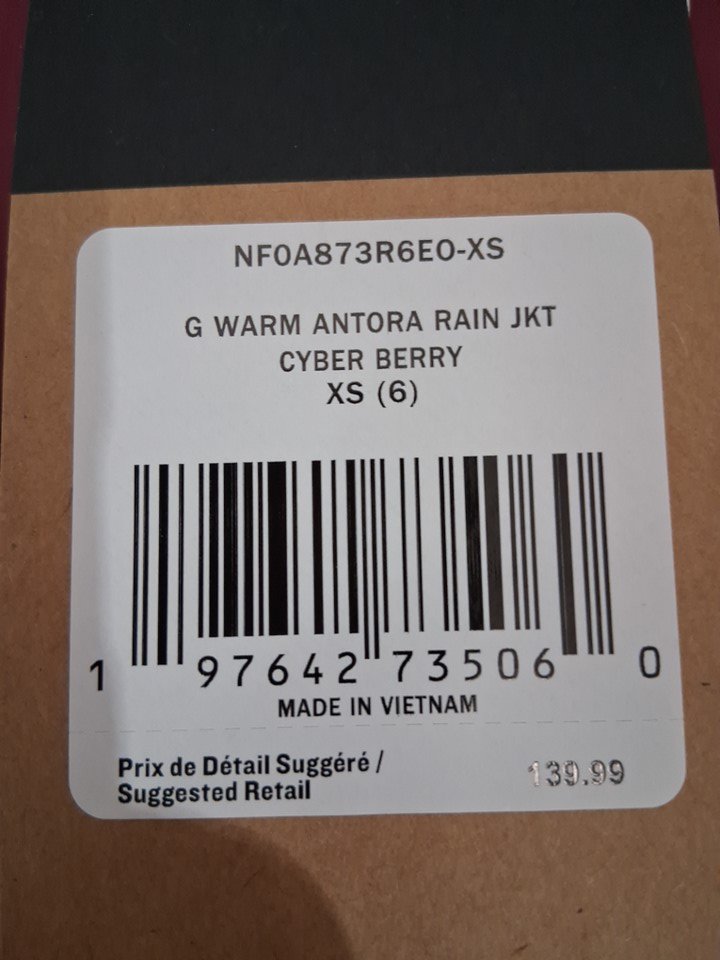 NF0A873R6EO-XS
G WARM ANTORA RAIN JKT
CYBER BERRY
XS (6)
1 97642 73506 0
MADE IN VIETNAM
Prix de Détail Suggéré /
Suggested Retail 139.99